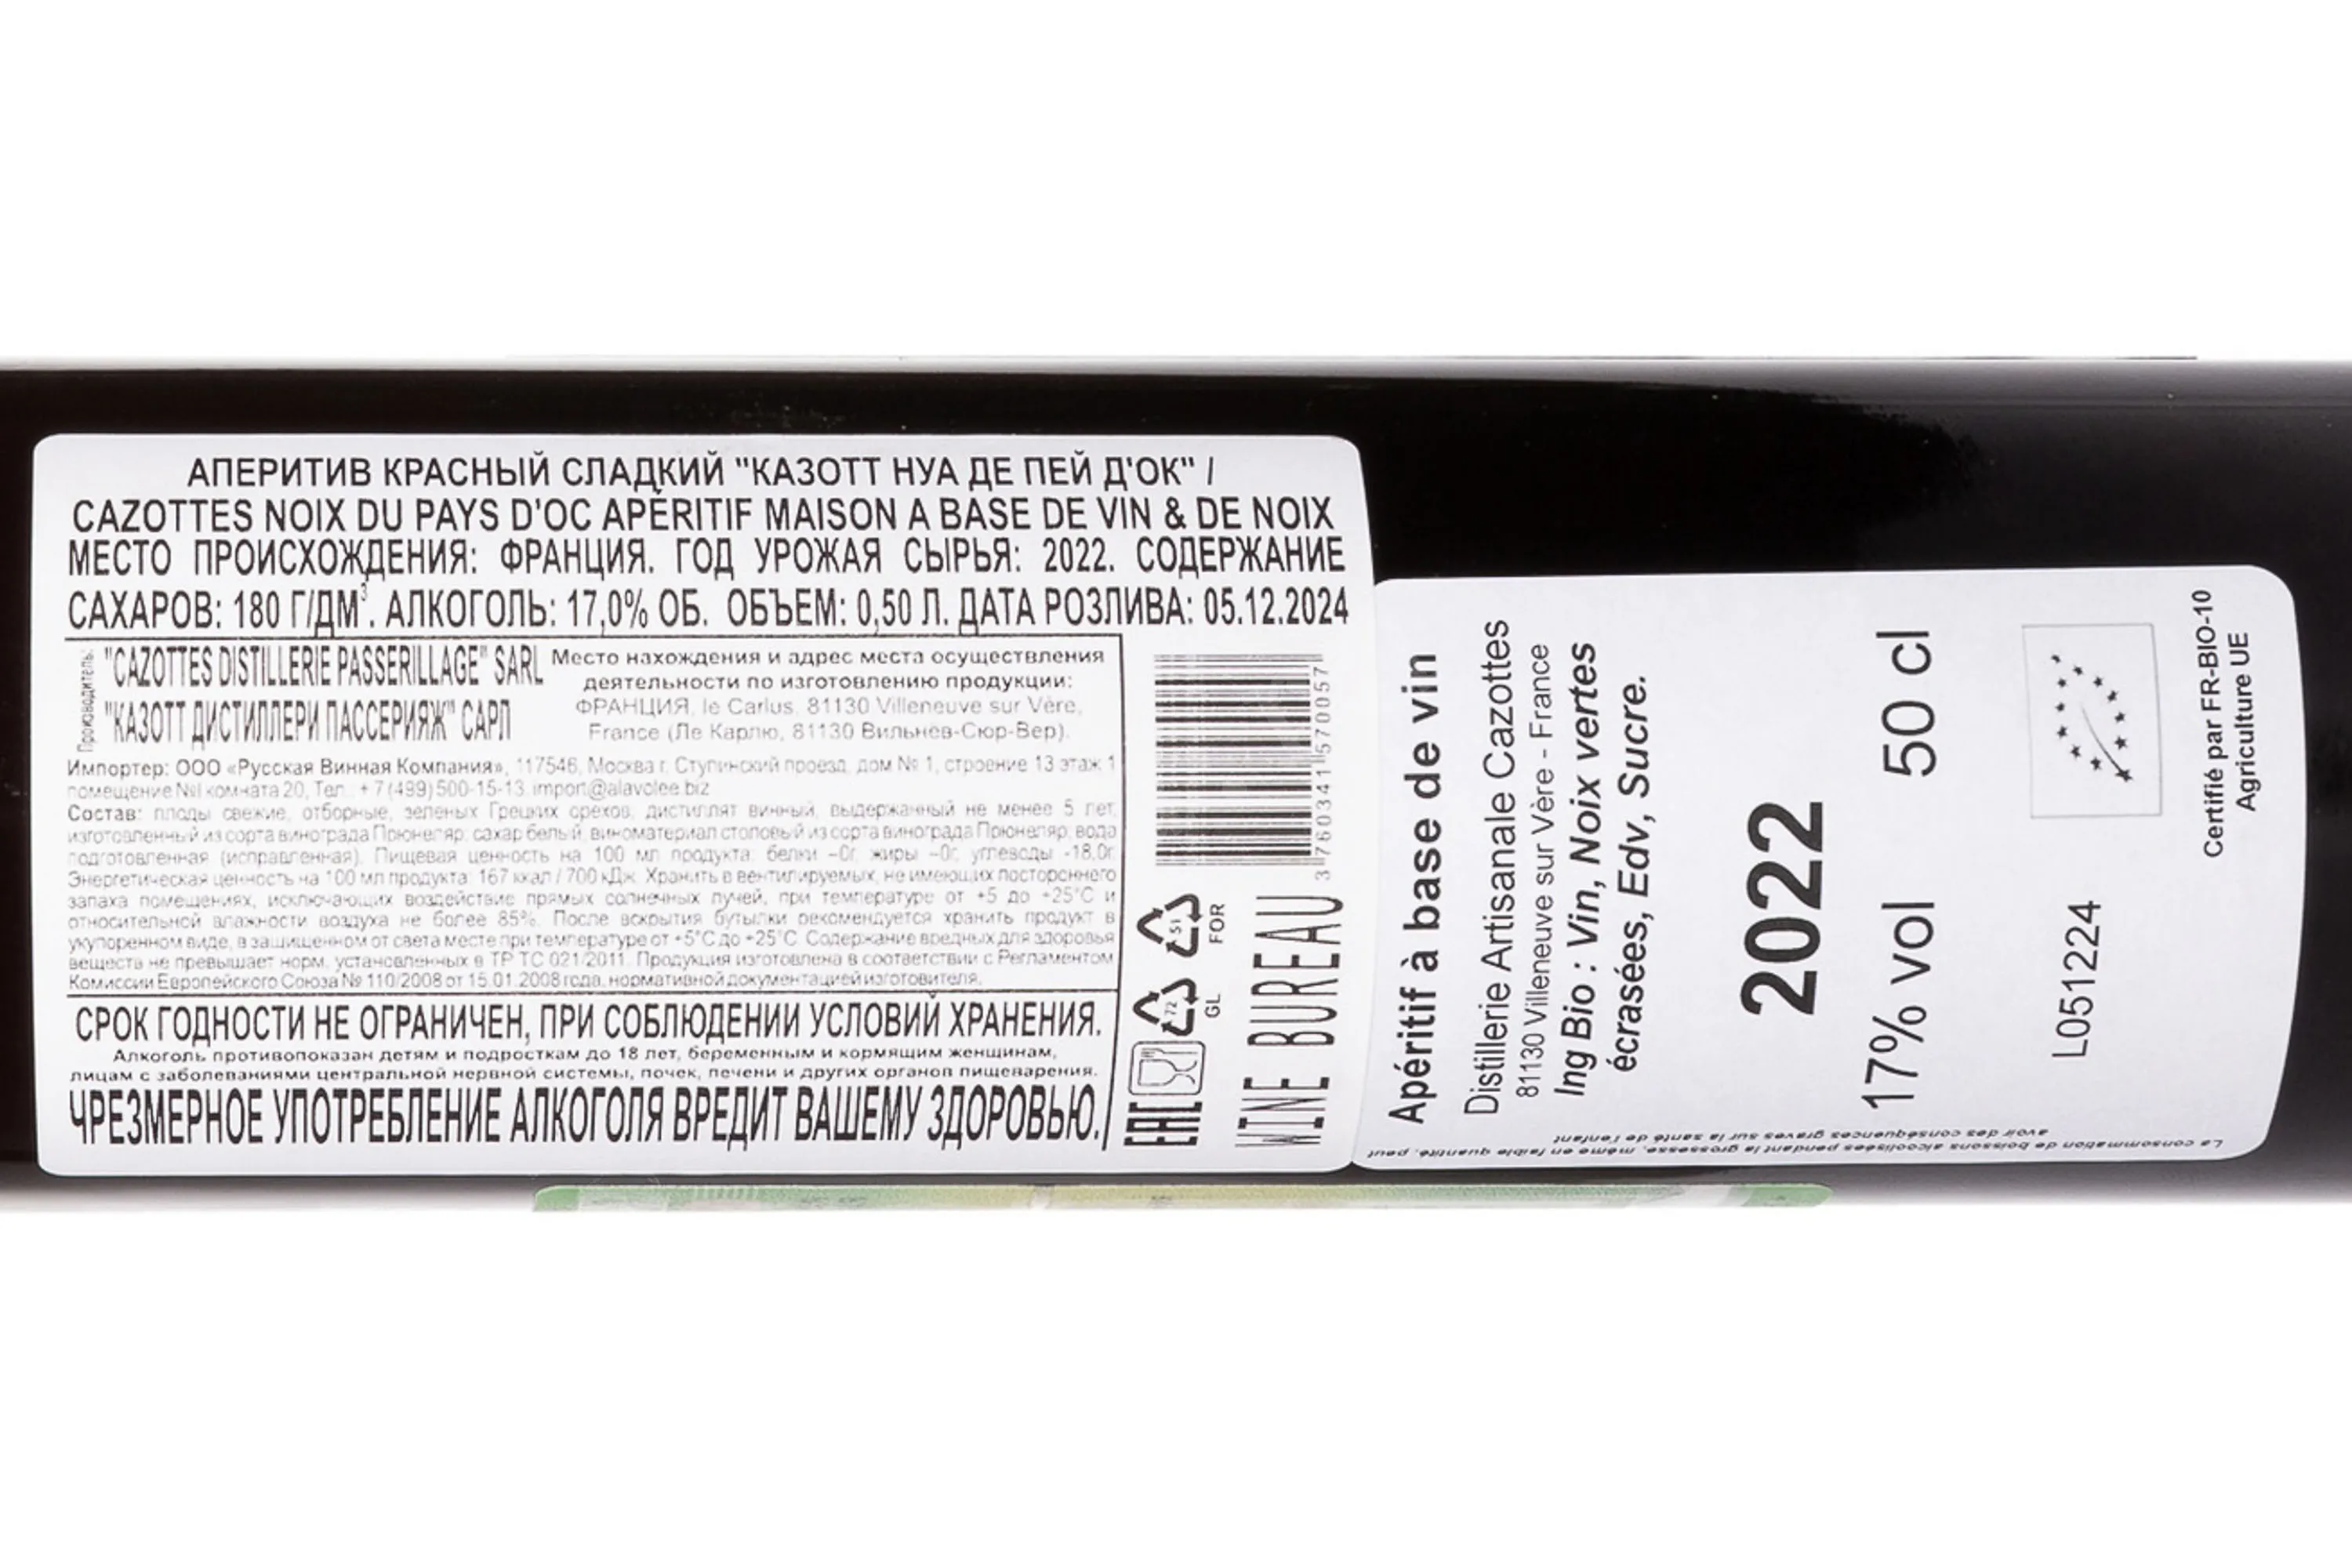 АПЕРИТИВ КРАСНЫЙ СЛАДКИЙ "КАЗОТТ НУА ДЕ ПЕЙ Д'ОК" /
CAZOTTES NOIX DU PAYS D'OC APÉRITIF MAISON A BASE DE VIN & DE NOIX
МЕСТО ПРОИСХОЖДЕНИЯ: ФРАНЦИЯ. ГОД УРОЖАЯ СЫРЬЯ: 2022. СОДЕРЖАНИЕ
САХАРОВ: 180 Г/ДМ³. АЛКОГОЛЬ: 17,0% ОБ. ОБЪЕМ: 0,50 Л. ДАТА РОЗЛИВА: 05.12.2024
Производитель:
"CAZOTTES DISTILLERIE PASSERILLAGE" SARL
"КАЗОТТ ДИСТИЛЛЕРИ ПАССЕРИЯЖ" САРЛ
Место нахождения и адрес места осуществления
деятельности по изготовлению продукции:
ФРАНЦИЯ, le Carlus, 81130 Villeneuve sur Vère,
France (Ле Карлю, 81130 Вильнёв-Сюр-Вер).
Импортер: ООО «Русская Винная Компания», 117546, Москва г, Ступинский проезд, дом № 1, строение 13 этаж 1
помещение №I комната 20, Тел.: +7(499)500-15-13, import@alavolee.biz
Состав: плоды свежие, отборные, зеленых Грецких орехов, дистиллят винный, выдержанный не менее 5 лет,
изготовленный из сорта винограда Прюнеляр, сахар белый, виноматериал столовый из сорта винограда Прюнеляр, вода
подготовленная (исправленная). Пищевая ценность на 100 мл продукта: белки ~0г, жиры ~0г, углеводы -18,0г.
Энергетическая ценность на 100 мл продукта: 167 ккал / 700 кДж. Хранить в вентилируемых, не имеющих постороннего
запаха помещениях, исключающих воздействие прямых солнечных лучей, при температуре от +5 до +25°C и
относительной влажности воздуха не более 85%. После вскрытия бутылки рекомендуется хранить продукт в
укупоренном виде, в защищенном от света месте при температуре от +5°C до +25°C. Содержание вредных для здоровья
веществ не превышает норм, установленных в ТР ТС 021/2011. Продукция изготовлена в соответствии с Регламентом
Комиссии Европейского Союза № 110/2008 от 15.01.2008 года, нормативной документацией изготовителя.
СРОК ГОДНОСТИ НЕ ОГРАНИЧЕН, ПРИ СОБЛЮДЕНИИ УСЛОВИЙ ХРАНЕНИЯ.
Алкоголь противопоказан детям и подросткам до 18 лет, беременным и кормящим женщинам,
лицам с заболеваниями центральной нервной системы, почек, печени и других органов пищеварения.
ЧРЕЗМЕРНОЕ УПОТРЕБЛЕНИЕ АЛКОГОЛЯ ВРЕДИТ ВАШЕМУ ЗДОРОВЬЮ.
3 760341 570057
51
FOR
72
GL
EAC
WINE BUREAU
Apéritif à base de vin
Distillerie Artisanale Cazottes
81130 Villeneuve sur Vère - France
Ing Bio : Vin, Noix vertes
écrasées, Edv, Sucre.
2022
17% vol 50 cl
L051224
Certifié par FR-BIO-10
Agriculture UE
La consommation de boissons alcoolisées pendant la grossesse, même en faible quantité, peut
avoir des conséquences graves sur la santé de l'enfant